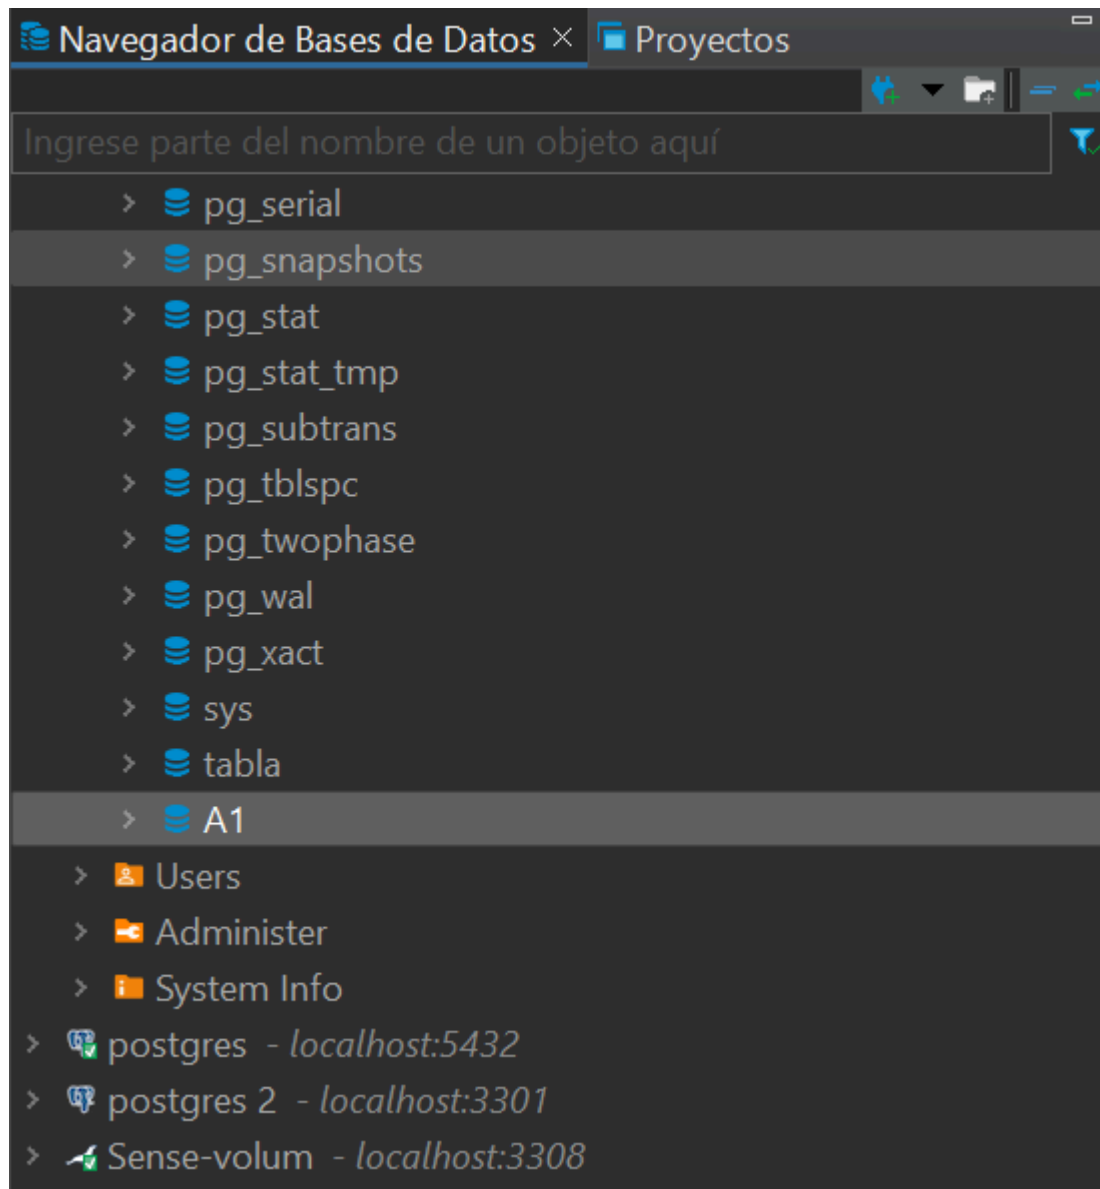 Navegador de Bases de Datos Proyectos
Ingrese parte del nombre de un objeto aquí
pg_serial
pg_snapshots
pg_stat
pg_stat_tmp
pg_subtrans
pg_tblspc
pg_twophase
pg_wal
pg_xact
sys
tabla
A1
Users
Administer
System Info
postgres - localhost:5432
postgres 2 - localhost:3301
Sense-volum - localhost:3308